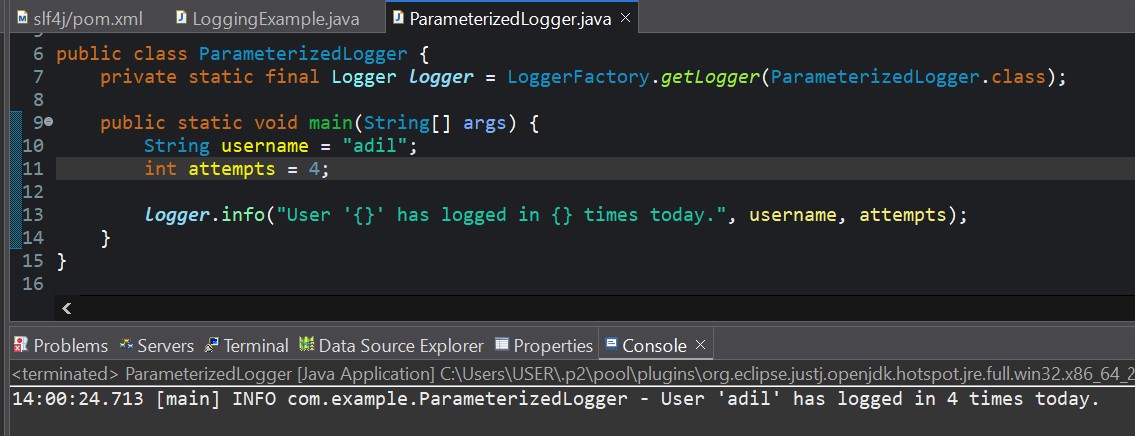 slf4j/pom.xml LoggingExample.java ParameterizedLogger.java
6 public class ParameterizedLogger {
7     private static final Logger logger = LoggerFactory.getLogger(ParameterizedLogger.class);
8
9     public static void main(String[] args) {
10         String username = "adil";
11         int attempts = 4;
12
13         logger.info("User '{}' has logged in {} times today.", username, attempts);
14     }
15 }
16
Problems Servers Terminal Data Source Explorer Properties Console
<terminated> ParameterizedLogger [Java Application] C:\Users\USER\.p2\pool\plugins\org.eclipse.justj.openjdk.hotspot.jre.full.win32.x86_64_2
14:00:24.713 [main] INFO com.example.ParameterizedLogger - User 'adil' has logged in 4 times today.